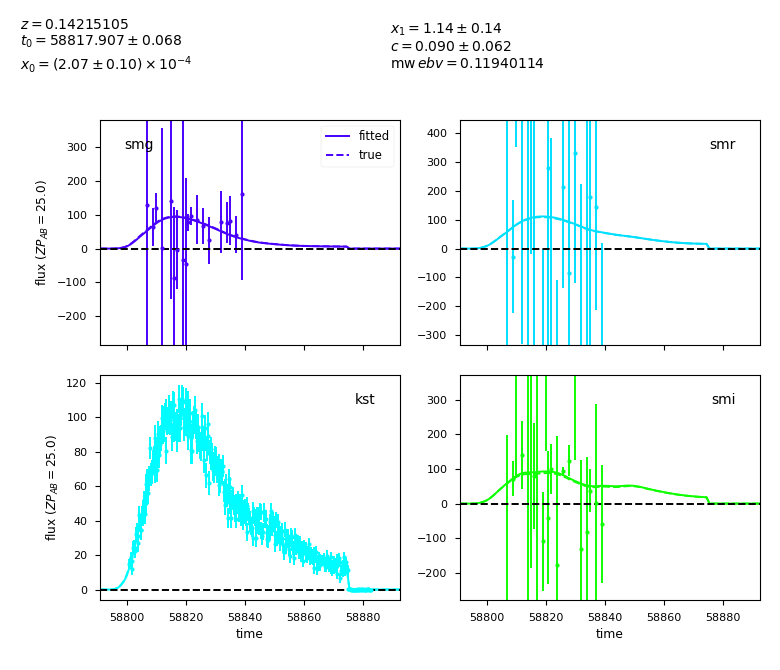 z = 0.14215105
t₀ = 58817.907 ± 0.068
x₀ = (2.07 ± 0.10) × 10⁻⁴
x₁ = 1.14 ± 0.14
c = 0.090 ± 0.062
mw ebv = 0.11940114
smg
fitted
true
300
200
100
0
−100
−200
flux (ZP_AB = 25.0)
smr
400
300
200
100
0
−100
−200
−300
kst
120
100
80
60
40
20
0
flux (ZP_AB = 25.0)
58800 58820 58840 58860 58880
time
smi
300
200
100
0
−100
−200
58800 58820 58840 58860 58880
time